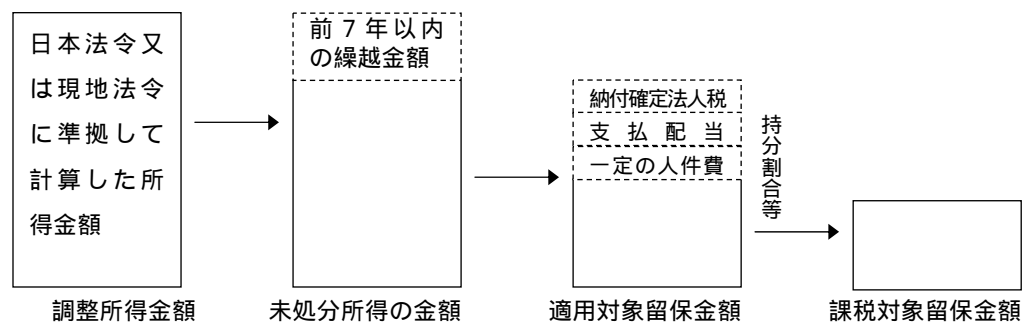 日本法令又
は現地法令
に準拠して
計算した所
得金額
調整所得金額
前７年以内
の繰越金額
未処分所得の金額
納付確定法人税
支払配当
一定の人件費
適用対象留保金額
持分割合等
課税対象留保金額